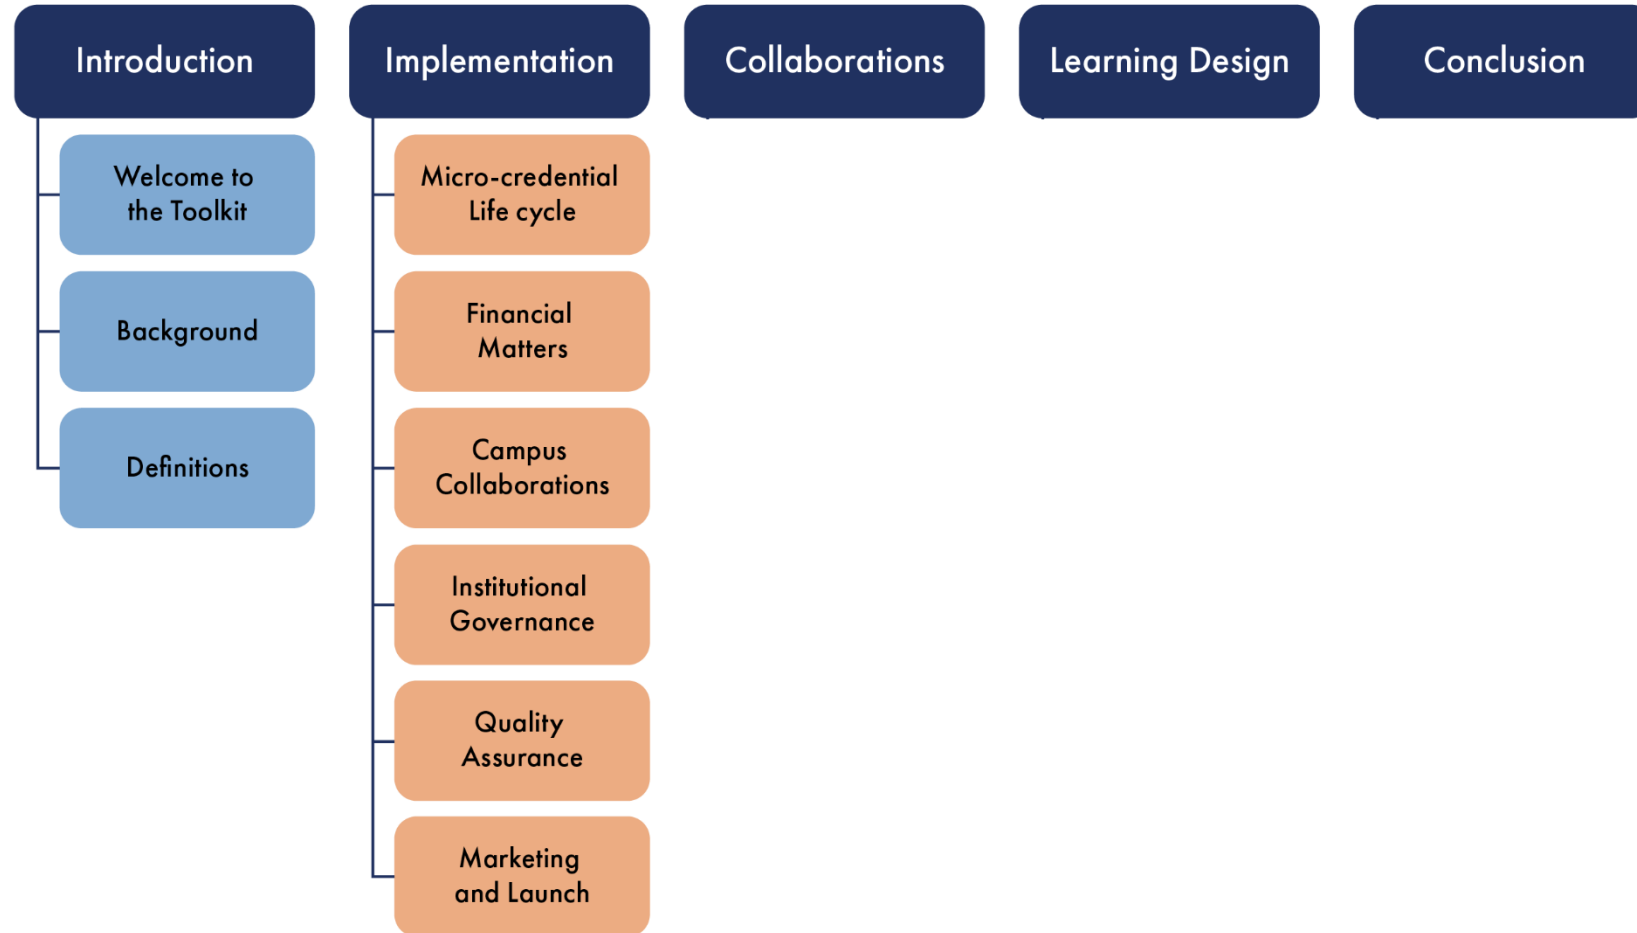 Introduction
Welcome to
the Toolkit
Background
Definitions
Implementation
Micro-credential
Life cycle
Financial
Matters
Campus
Collaborations
Institutional
Governance
Quality
Assurance
Marketing
and Launch
Collaborations
Learning Design
Conclusion